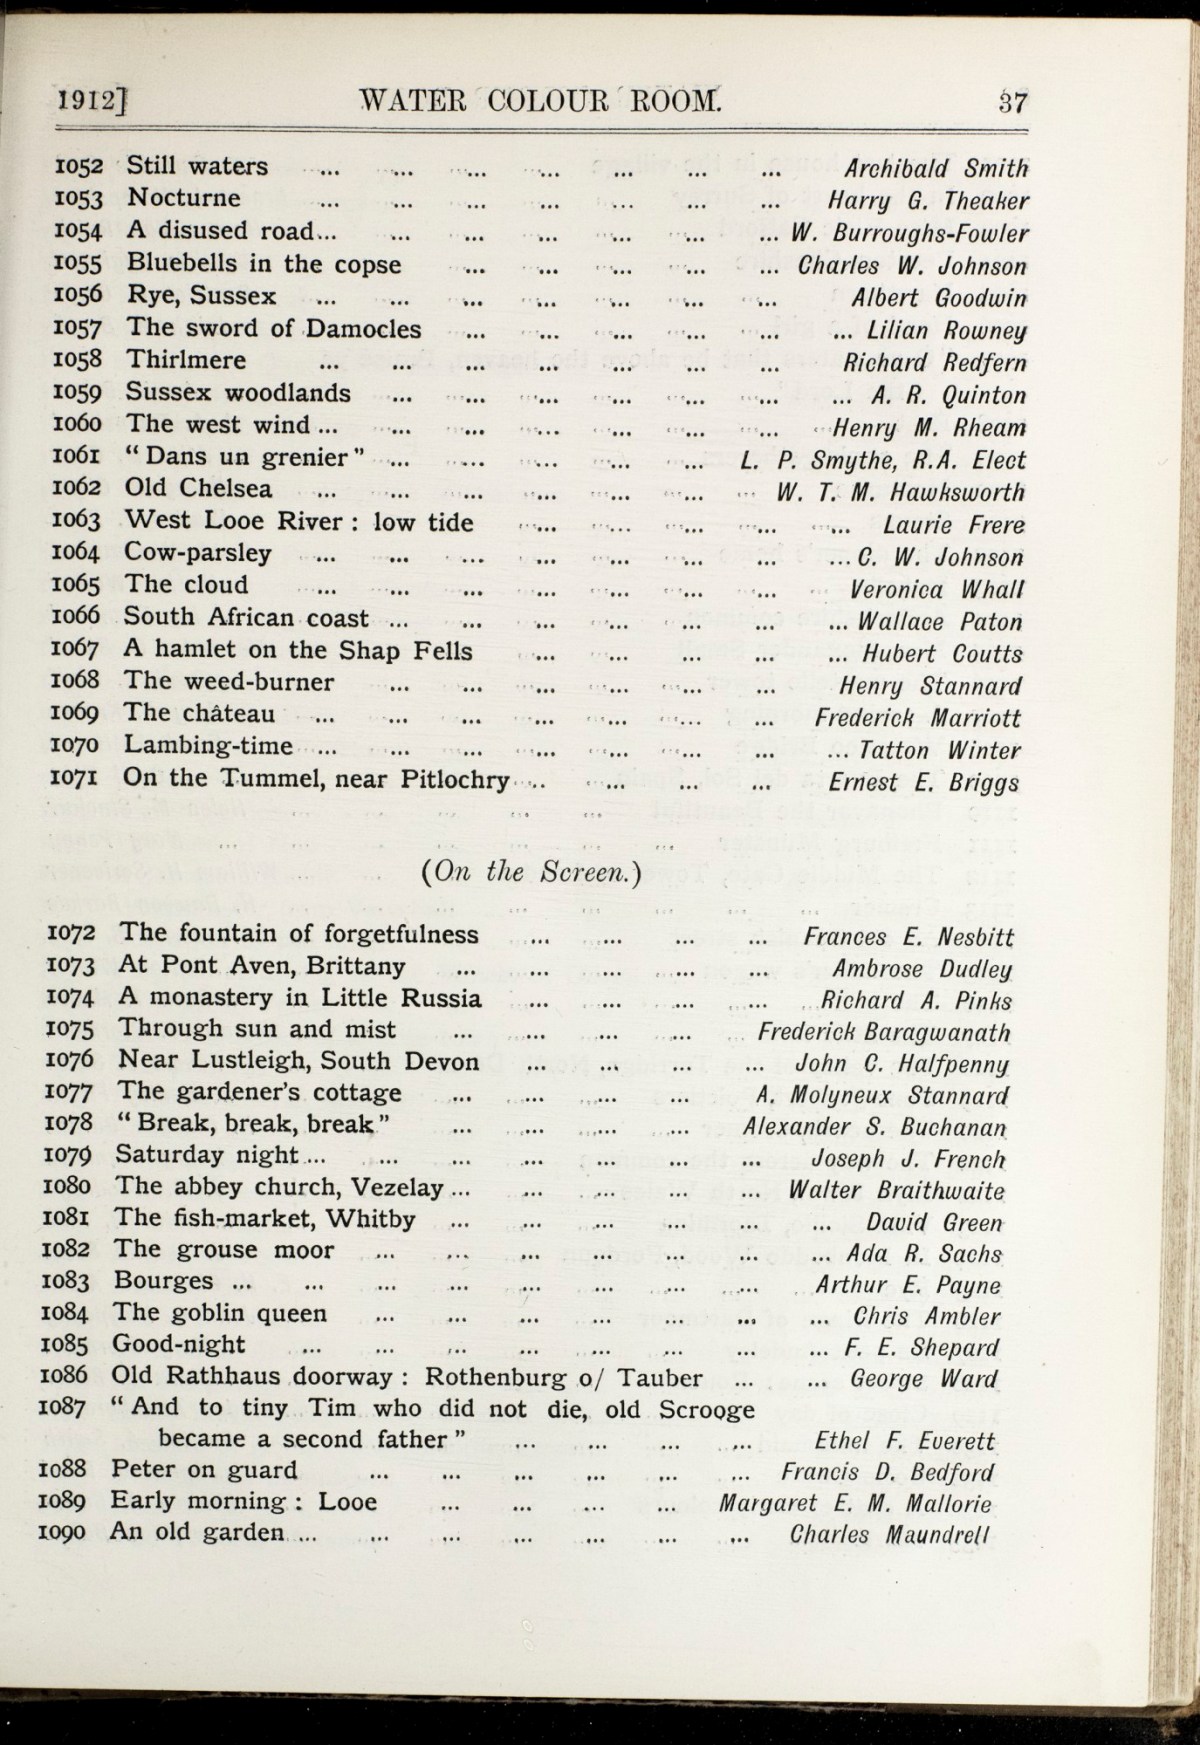 1912] WATER COLOUR ROOM. 37
1052 Still waters ... ... ... ... ... ... ... Archibald Smith
1053 Nocturne ... ... ... ... ... ... ... Harry G. Theaker
1054 A disused road... ... ... ... ... ... ... W. Burroughs-Fowler
1055 Bluebells in the copse ... ... ... ... ... Charles W. Johnson
1056 Rye, Sussex ... ... ... ... ... ... ... Albert Goodwin
1057 The sword of Damocles ... ... ... ... ... ... Lilian Rowney
1058 Thirlmere ... ... ... ... ... ... ... Richard Redfern
1059 Sussex woodlands ... ... ... ... ... ... ... A. R. Quinton
1060 The west wind ... ... ... ... ... ... ... Henry M. Rheam
1061 “Dans un grenier” ... ... ... ... ... L. P. Smythe, R.A. Elect
1062 Old Chelsea ... ... ... ... ... ... ... W. T. M. Hawksworth
1063 West Looe River : low tide ... ... ... ... ... Laurie Frere
1064 Cow-parsley ... ... ... ... ... ... ... ... C. W. Johnson
1065 The cloud ... ... ... ... ... ... ... Veronica Whall
1066 South African coast ... ... ... ... ... ... ... Wallace Paton
1067 A hamlet on the Shap Fells ... ... ... ... ... Hubert Coutts
1068 The weed-burner ... ... ... ... ... ... Henry Stannard
1069 The château ... ... ... ... ... ... ... Frederick Marriott
1070 Lambing-time ... ... ... ... ... ... ... ... Tatton Winter
1071 On the Tummel, near Pitlochry ... ... ... ... Ernest E. Briggs
(On the Screen.)
1072 The fountain of forgetfulness ... ... ... ... Frances E. Nesbitt
1073 At Pont Aven, Brittany ... ... ... ... ... Ambrose Dudley
1074 A monastery in Little Russia ... ... ... ... Richard A. Pinks
1075 Through sun and mist ... ... ... ... Frederick Baragwanath
1076 Near Lustleigh, South Devon ... ... ... ... John C. Halfpenny
1077 The gardener's cottage ... ... ... ... A. Molyneux Stannard
1078 “Break, break, break” ... ... ... ... Alexander S. Buchanan
1079 Saturday night ... ... ... ... ... ... ... Joseph J. French
1080 The abbey church, Vezelay ... ... ... ... ... Walter Braithwaite
1081 The fish-market, Whitby ... ... ... ... ... ... David Green
1082 The grouse moor ... ... ... ... ... ... ... Ada R. Sachs
1083 Bourges ... ... ... ... ... ... ... ... Arthur E. Payne
1084 The goblin queen ... ... ... ... ... ... ... Chris Ambler
1085 Good-night ... ... ... ... ... ... ... ... F. E. Shepard
1086 Old Rathhaus doorway : Rothenburg o/ Tauber ... ... George Ward
1087 “And to tiny Tim who did not die, old Scrooge
became a second father” ... ... ... ... Ethel F. Everett
1088 Peter on guard ... ... ... ... ... ... Francis D. Bedford
1089 Early morning : Looe ... ... ... ... Margaret E. M. Mallorie
1090 An old garden ... ... ... ... ... ... ... Charles Maundrell